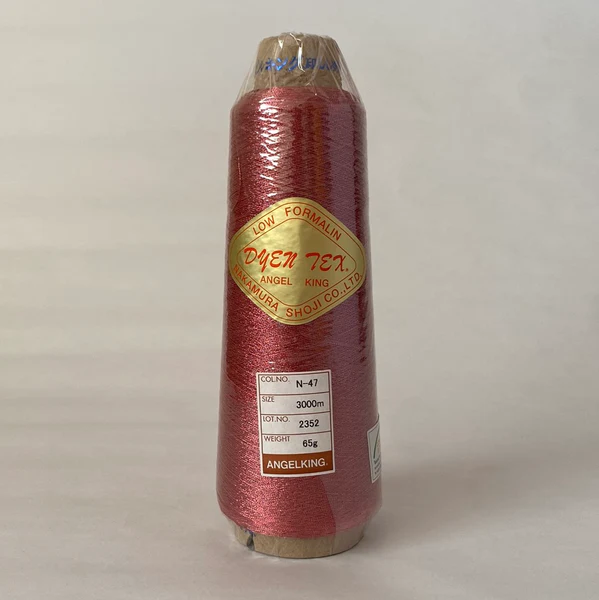 LOW FORMALIN
DYEN TEX.
ANGEL KING
NAKAMURA SHOJI CO., LTD.
COL.NO. N-47
SIZE 3000m
LOT.NO. 2352
WEIGHT 65g
ANGELKING.